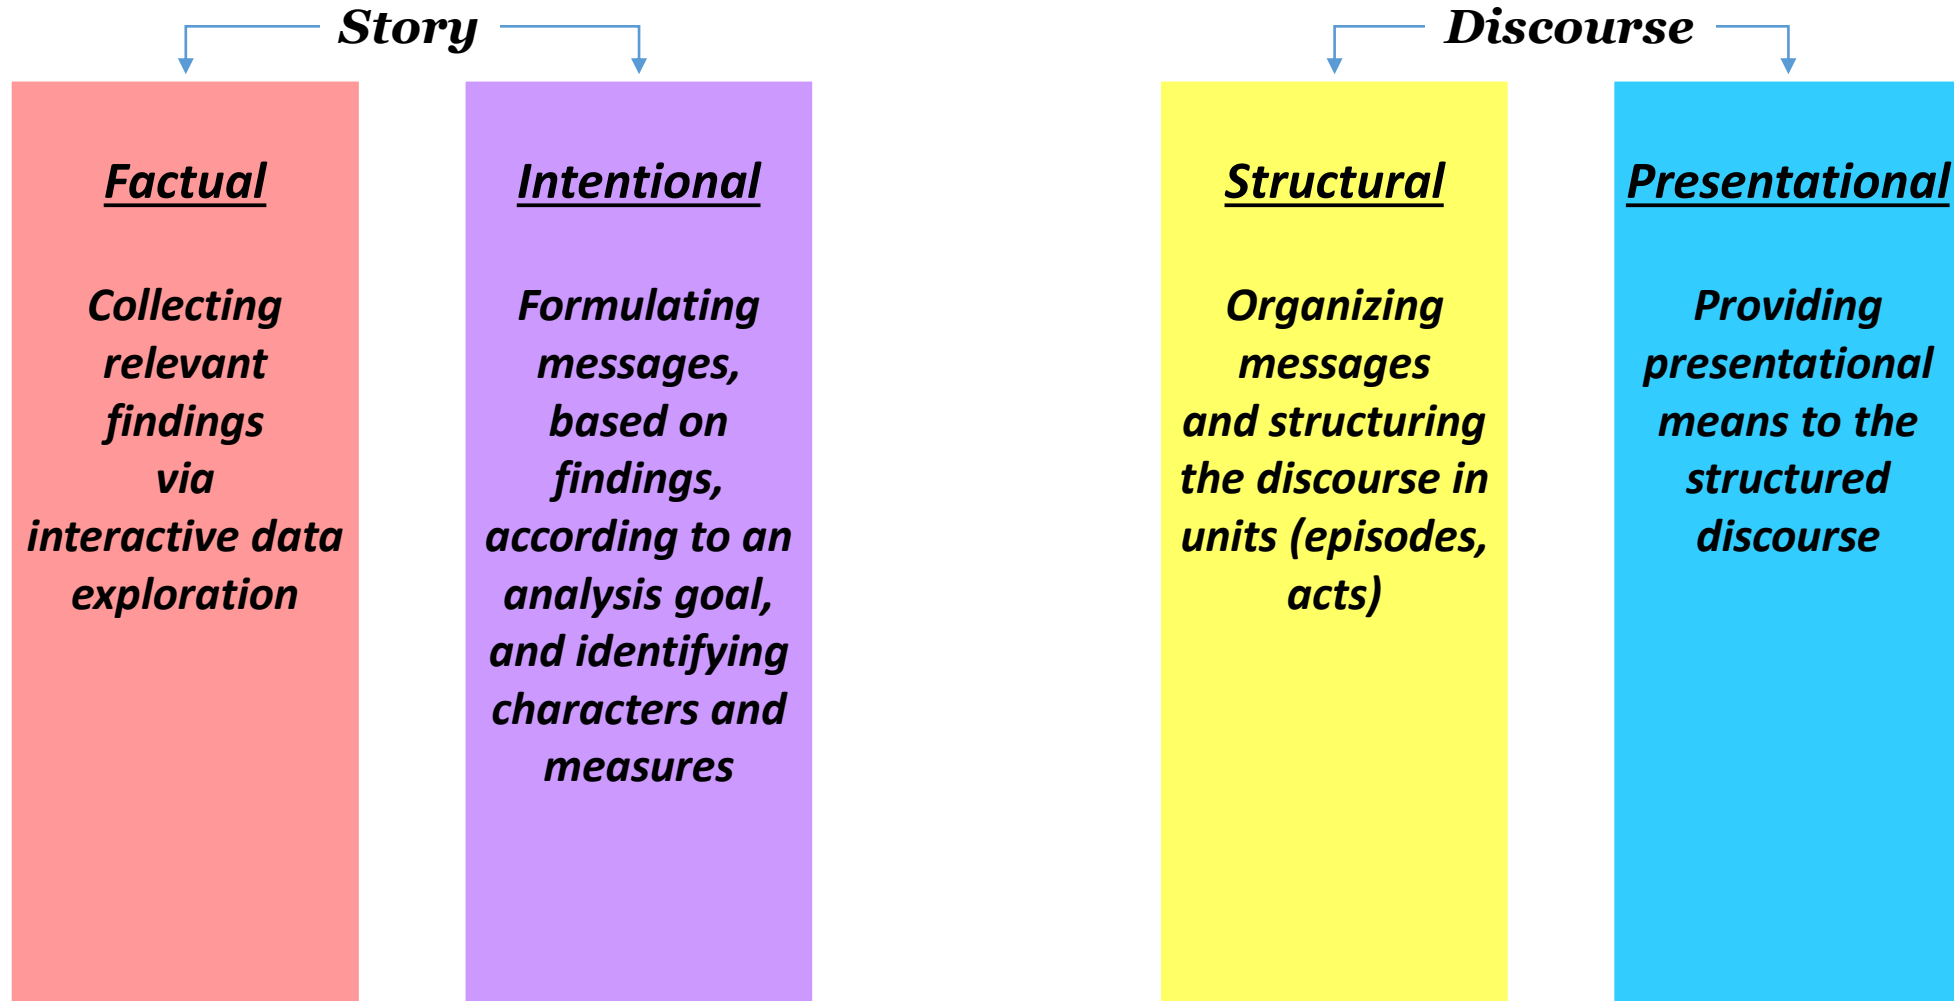 Story
Discourse
Factual
Collecting
relevant
findings
via
interactive data
exploration
Intentional
Formulating
messages,
based on
findings,
according to an
analysis goal,
and identifying
characters and
measures
Structural
Organizing
messages
and structuring
the discourse in
units (episodes,
acts)
Presentational
Providing
presentational
means to the
structured
discourse